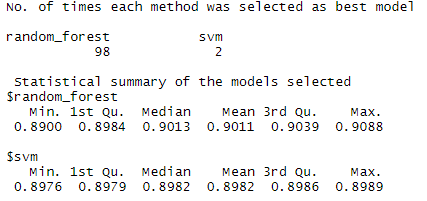 No. of times each method was selected as best model
random_forest svm
98 2
Statistical summary of the models selected
$random_forest
Min. 1st Qu. Median Mean 3rd Qu. Max.
0.8900 0.8984 0.9013 0.9011 0.9039 0.9088
$svm
Min. 1st Qu. Median Mean 3rd Qu. Max.
0.8976 0.8979 0.8982 0.8982 0.8986 0.8989